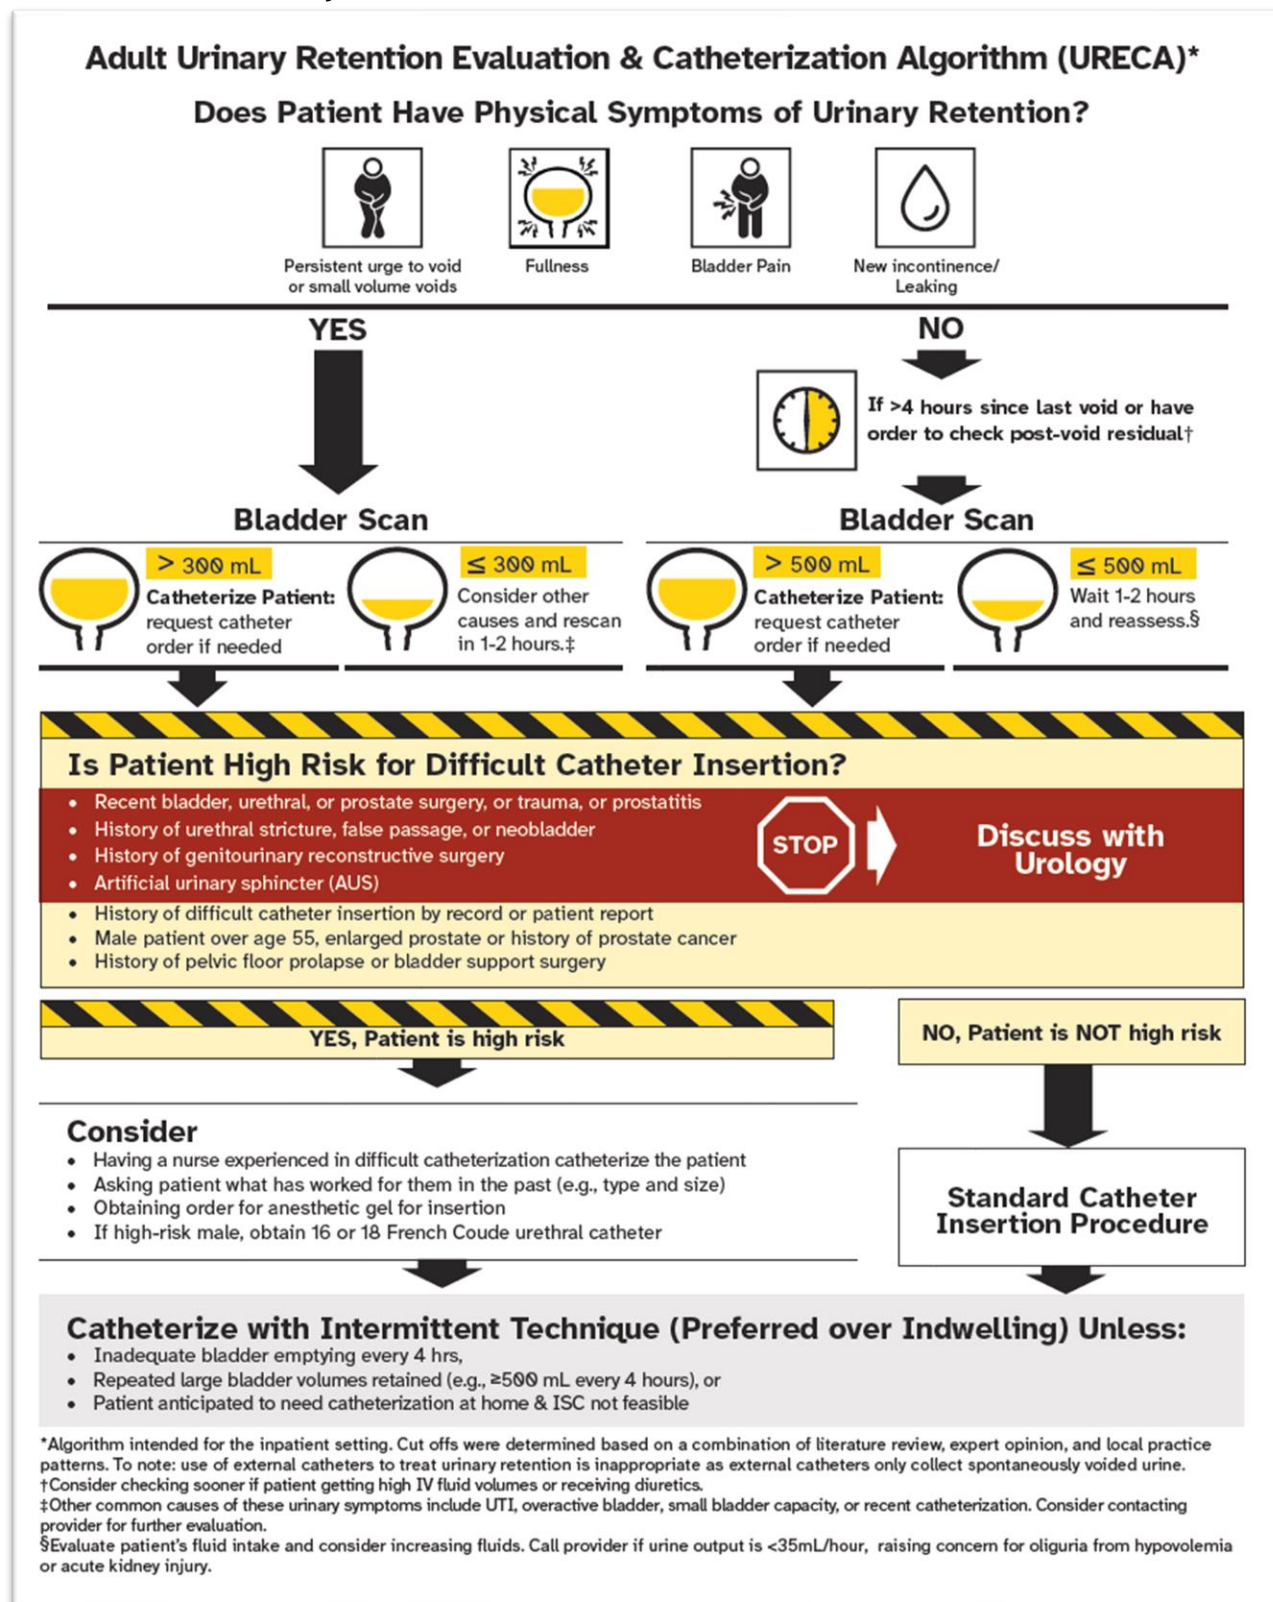 Adult Urinary Retention Evaluation & Catheterization Algorithm (URECA)*
Does Patient Have Physical Symptoms of Urinary Retention?
Persistent urge to void
or small volume voids
Fullness
Bladder Pain
New incontinence/
Leaking
YES
NO
If >4 hours since last void or have
order to check post-void residual†
Bladder Scan
> 300 mL
Catheterize Patient:
request catheter
order if needed
≤ 300 mL
Consider other
causes and rescan
in 1-2 hours.‡
Bladder Scan
> 500 mL
Catheterize Patient:
request catheter
order if needed
≤ 500 mL
Wait 1-2 hours
and reassess.§
Is Patient High Risk for Difficult Catheter Insertion?
• Recent bladder, urethral, or prostate surgery, or trauma, or prostatitis
• History of urethral stricture, false passage, or neobladder
• History of genitourinary reconstructive surgery
• Artificial urinary sphincter (AUS)
STOP
Discuss with
Urology
• History of difficult catheter insertion by record or patient report
• Male patient over age 55, enlarged prostate or history of prostate cancer
• History of pelvic floor prolapse or bladder support surgery
YES, Patient is high risk
NO, Patient is NOT high risk
Consider
• Having a nurse experienced in difficult catheterization catheterize the patient
• Asking patient what has worked for them in the past (e.g., type and size)
• Obtaining order for anesthetic gel for insertion
• If high-risk male, obtain 16 or 18 French Coude urethral catheter
Standard Catheter
Insertion Procedure
Catheterize with Intermittent Technique (Preferred over Indwelling) Unless:
• Inadequate bladder emptying every 4 hrs,
• Repeated large bladder volumes retained (e.g., ≥500 mL every 4 hours), or
• Patient anticipated to need catheterization at home & ISC not feasible
*Algorithm intended for the inpatient setting. Cut offs were determined based on a combination of literature review, expert opinion, and local practice
patterns. To note: use of external catheters to treat urinary retention is inappropriate as external catheters only collect spontaneously voided urine.
†Consider checking sooner if patient getting high IV fluid volumes or receiving diuretics.
‡Other common causes of these urinary symptoms include UTI, overactive bladder, small bladder capacity, or recent catheterization. Consider contacting
provider for further evaluation.
§Evaluate patient's fluid intake and consider increasing fluids. Call provider if urine output is <35mL/hour, raising concern for oliguria from hypovolemia
or acute kidney injury.